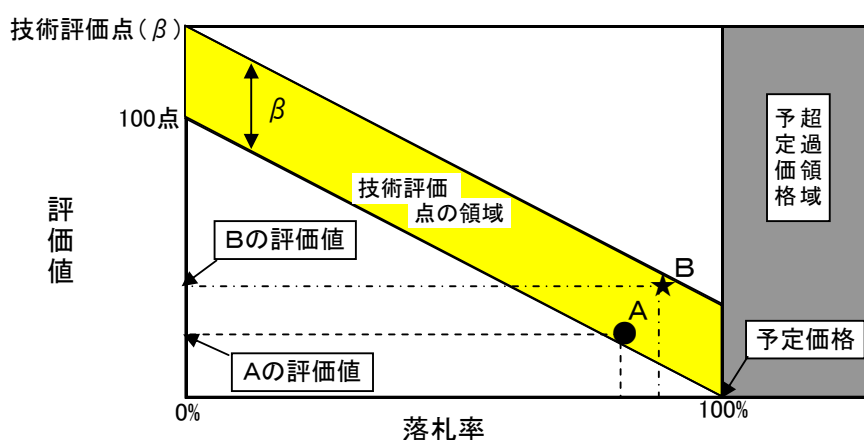 技術評価点(β)
100点
β
技術評価
点の領域
評価値
Bの評価値
B
A
Aの評価値
予定価格
超過領域
予定価格
0%
100%
落札率